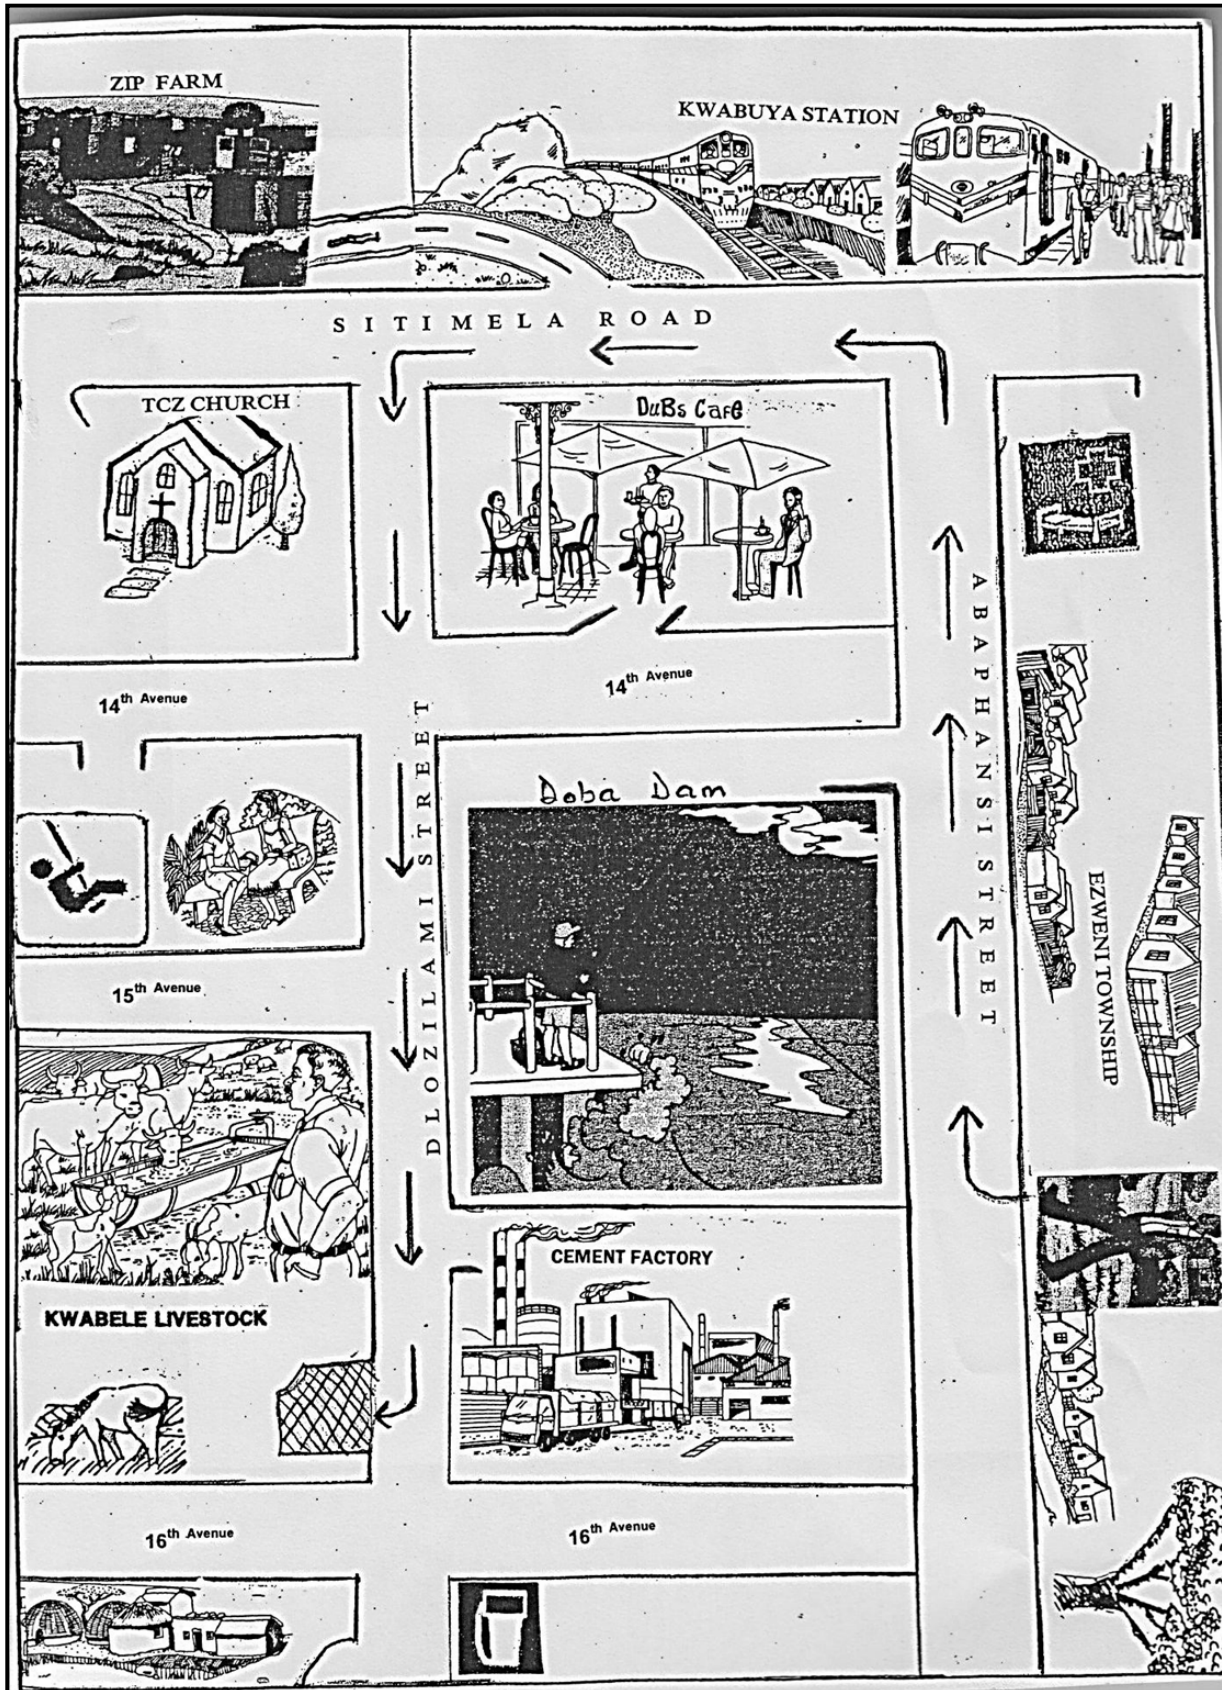 ZIP FARM
KWABUYA STATION
SITIMELA ROAD
TCZ CHURCH
DuBs CaFe
ABAPHANSI STREET
14th Avenue
14th Avenue
DLOZILAMI STREET
Doba Dam
EZWENI TOWNSHIP
15th Avenue
CEMENT FACTORY
KWABELE LIVESTOCK
16th Avenue
16th Avenue